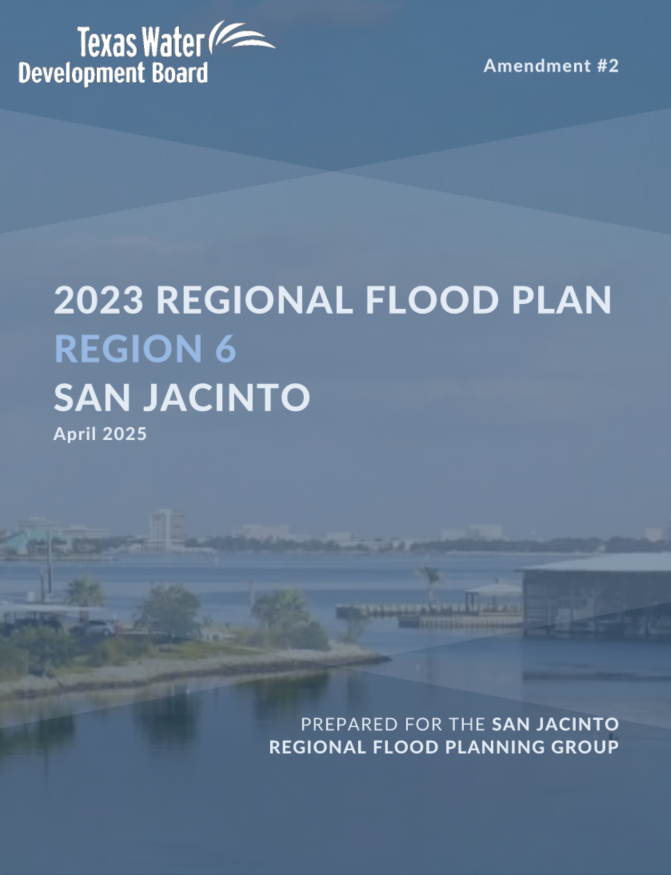 Texas Water
Development Board
Amendment #2
2023 REGIONAL FLOOD PLAN
REGION 6
SAN JACINTO
April 2025
PREPARED FOR THE SAN JACINTO
REGIONAL FLOOD PLANNING GROUP